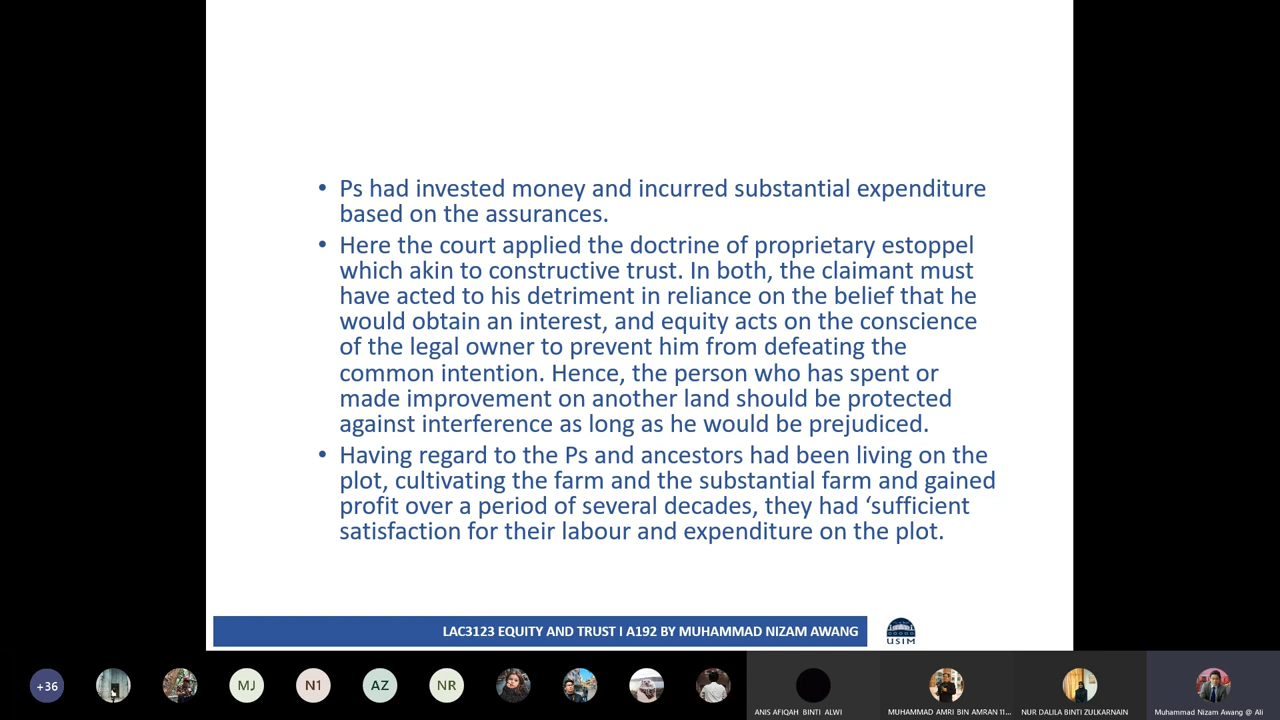 • Ps had invested money and incurred substantial expenditure
based on the assurances.
• Here the court applied the doctrine of proprietary estoppel
which akin to constructive trust. In both, the claimant must
have acted to his detriment in reliance on the belief that he
would obtain an interest, and equity acts on the conscience
of the legal owner to prevent him from defeating the
common intention. Hence, the person who has spent or
made improvement on another land should be protected
against interference as long as he would be prejudiced.
• Having regard to the Ps and ancestors had been living on the
plot, cultivating the farm and the substantial farm and gained
profit over a period of several decades, they had ‘sufficient
satisfaction for their labour and expenditure on the plot.
LAC3123 EQUITY AND TRUST I A192 BY MUHAMMAD NIZAM AWANG
USIM
+36
MJ
N1
AZ
NR
ANIS AFIQAH BINTI ALWI
MUHAMMAD AMRI BIN AMRAN 11...
NUR DALILA BINTI ZULKARNAIN
Muhammad Nizam Awang @ Ali